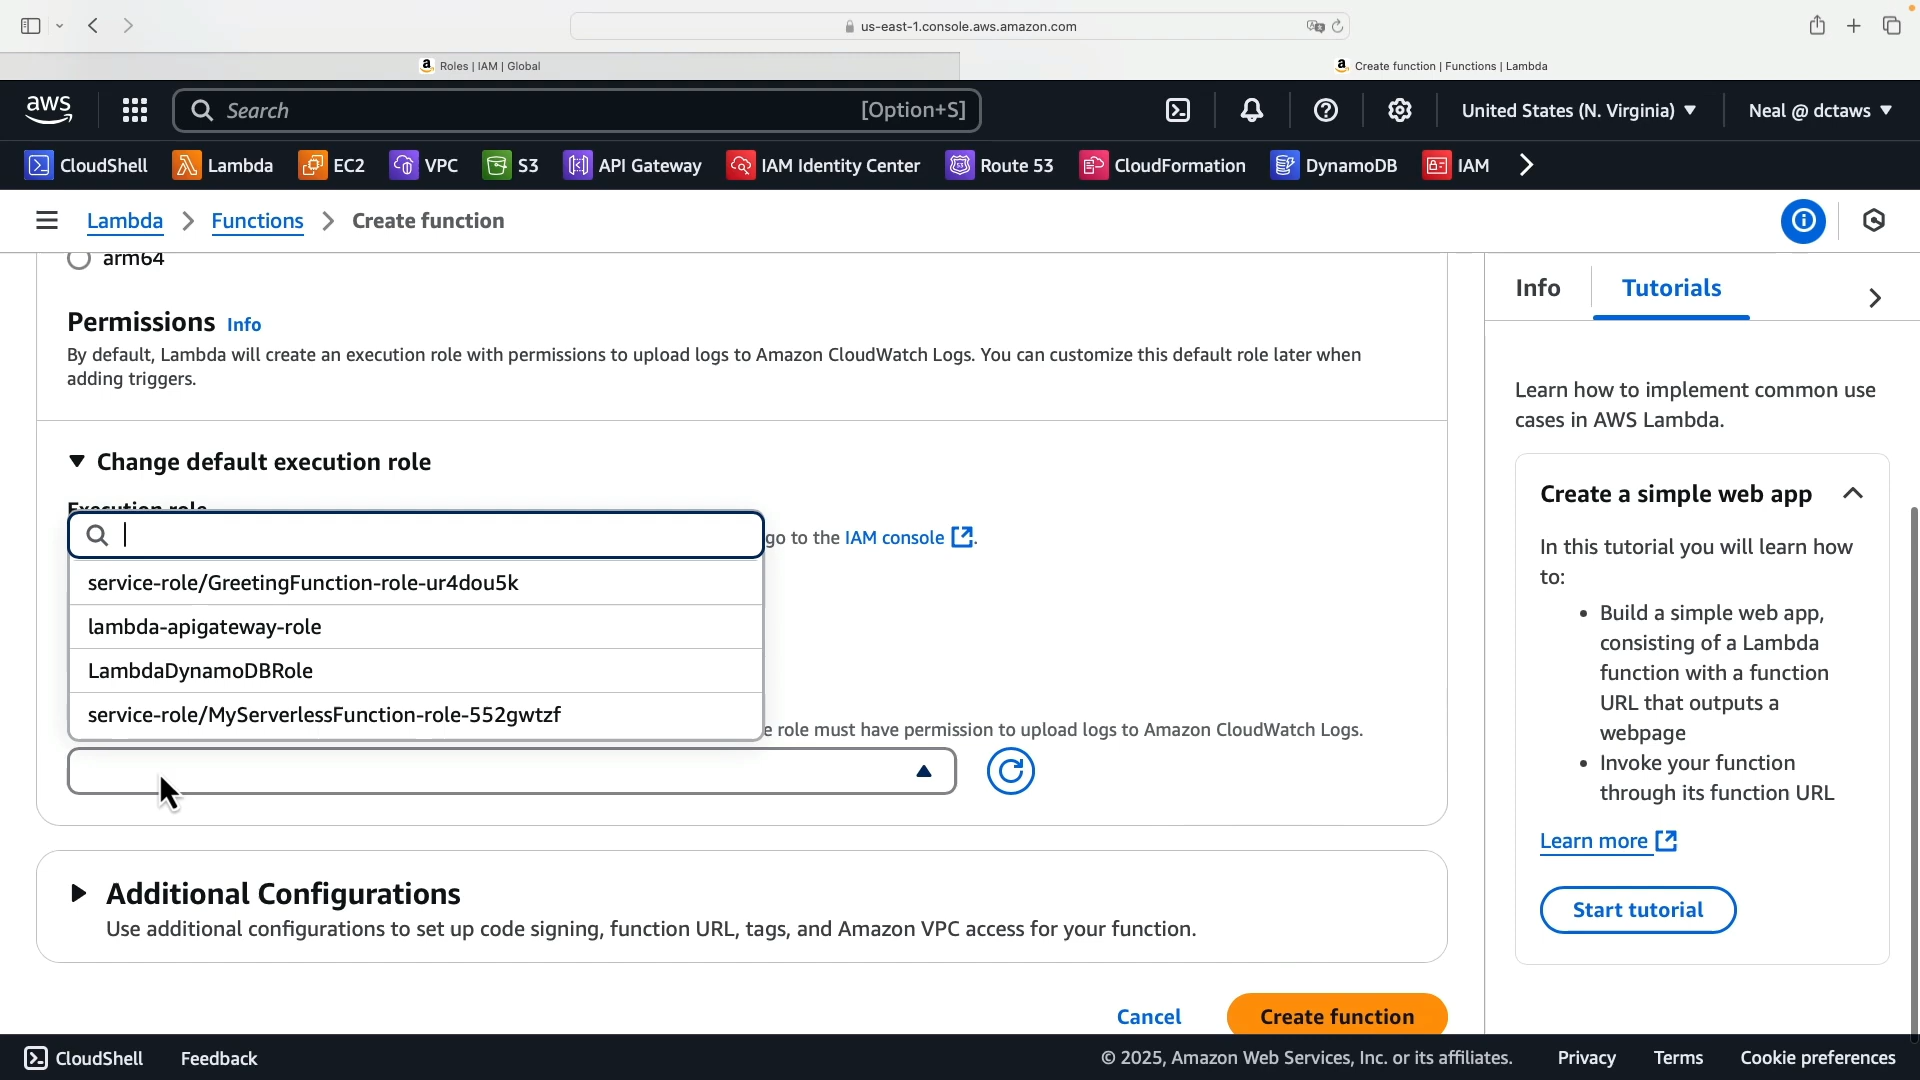 us-east-1.console.aws.amazon.com
Roles | IAM | Global
Create function | Functions | Lambda
aws
Search
[Option+S]
United States (N. Virginia)
Neal @ dctaws
CloudShell
Lambda
EC2
VPC
S3
API Gateway
IAM Identity Center
Route 53
CloudFormation
DynamoDB
IAM
Lambda
Functions
Create function
arm64
Permissions Info
By default, Lambda will create an execution role with permissions to upload logs to Amazon CloudWatch Logs. You can customize this default role later when
adding triggers.
Change default execution role
Execution role
go to the IAM console.
service-role/GreetingFunction-role-ur4dou5k
lambda-apigateway-role
LambdaDynamoDBRole
service-role/MyServerlessFunction-role-552gwtzf
role must have permission to upload logs to Amazon CloudWatch Logs.
Additional Configurations
Use additional configurations to set up code signing, function URL, tags, and Amazon VPC access for your function.
Cancel
Create function
Info
Tutorials
Learn how to implement common use
cases in AWS Lambda.
Create a simple web app
In this tutorial you will learn how
to:
• Build a simple web app,
consisting of a Lambda
function with a function
URL that outputs a
webpage
• Invoke your function
through its function URL
Learn more
Start tutorial
CloudShell
Feedback
© 2025, Amazon Web Services, Inc. or its affiliates.
Privacy
Terms
Cookie preferences